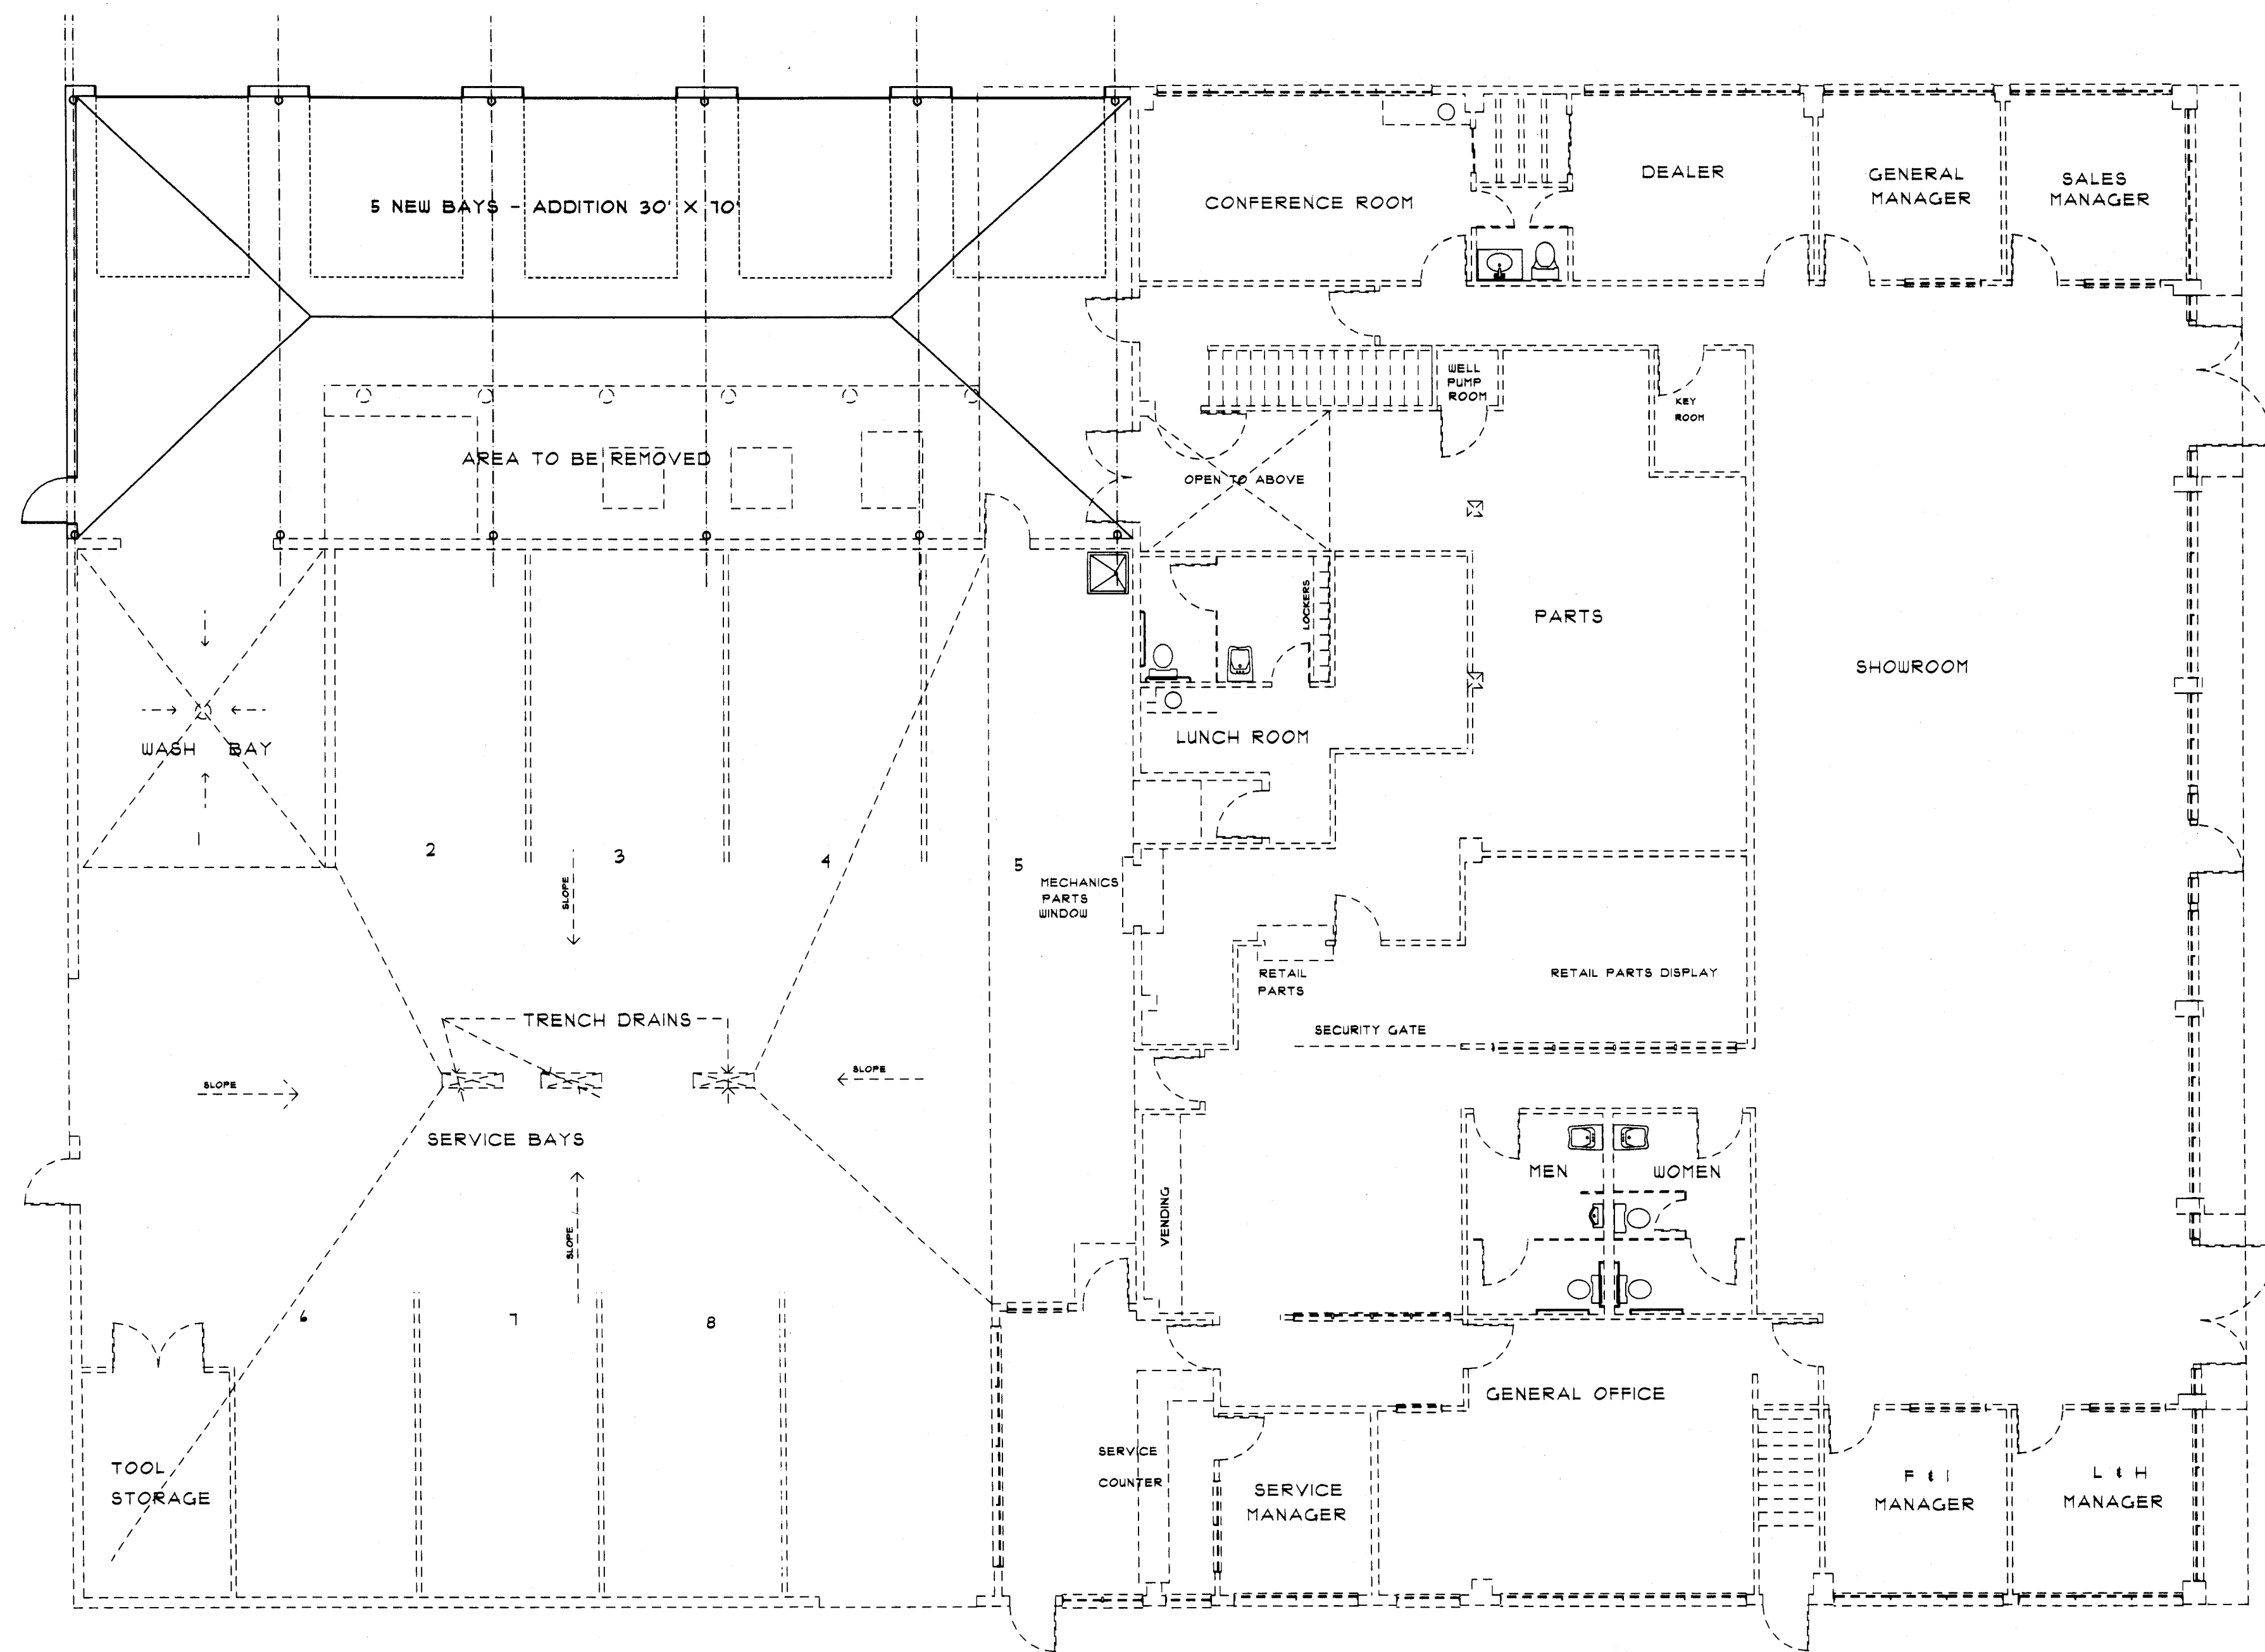 5 NEW BAYS - ADDITION 30' X 70'
CONFERENCE ROOM
DEALER
GENERAL
MANAGER
SALES
MANAGER
WELL
PUMP
ROOM
KEY
ROOM
AREA TO BE REMOVED
OPEN TO ABOVE
LOCKERS
PARTS
SHOWROOM
WASH BAY
LUNCH ROOM
2
3
4
5
MECHANICS
PARTS
WINDOW
SLOPE
RETAIL
PARTS
RETAIL PARTS DISPLAY
TRENCH DRAINS
SECURITY GATE
SLOPE
SLOPE
SERVICE BAYS
MEN
WOMEN
SLOPE
VENDING
6
7
8
GENERAL OFFICE
SERVICE
COUNTER
TOOL
STORAGE
SERVICE
MANAGER
F & I
MANAGER
L & H
MANAGER